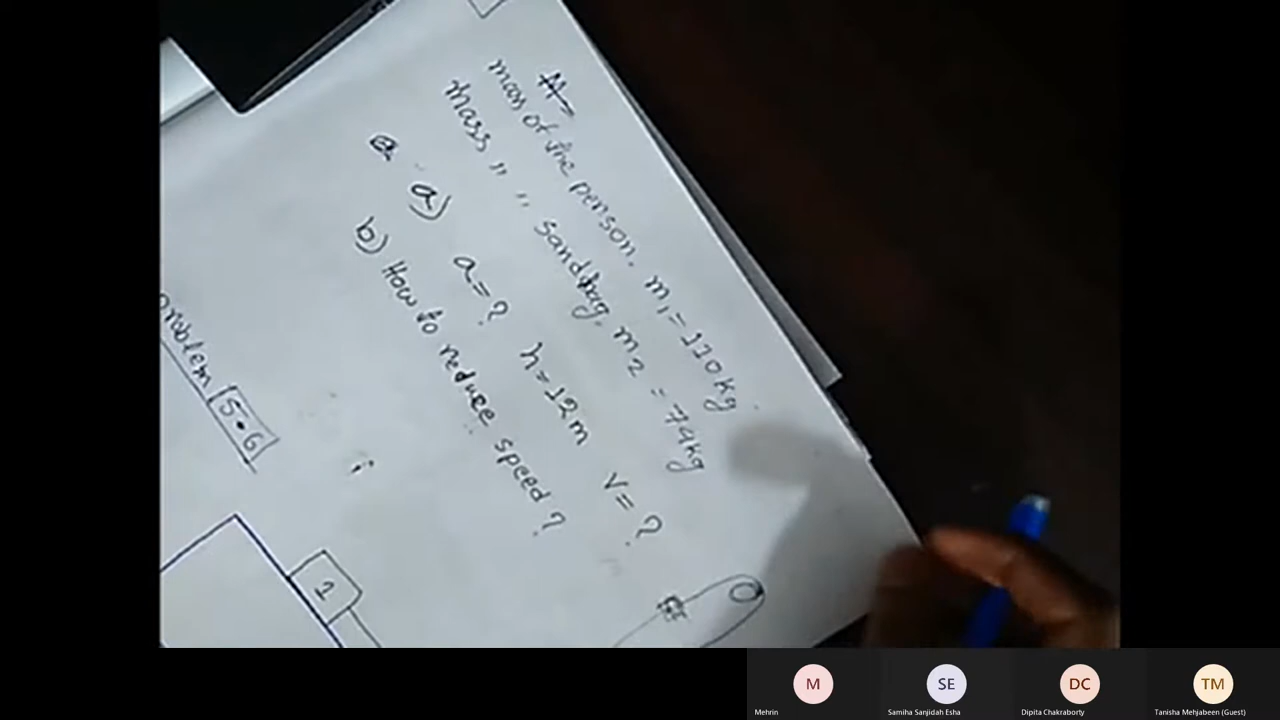 mass of the person, m₁ = 110kg
mass " " sandbag, m₂ = 74kg
a) a = ? h = 12m v = ?
b) How to reduce speed ?
problem 5.6
1
M
SE
DC
TM
Mehrin
Samiha Sanjidah Esha
Dipita Chakraborty
Tanisha Mehjabeen (Guest)